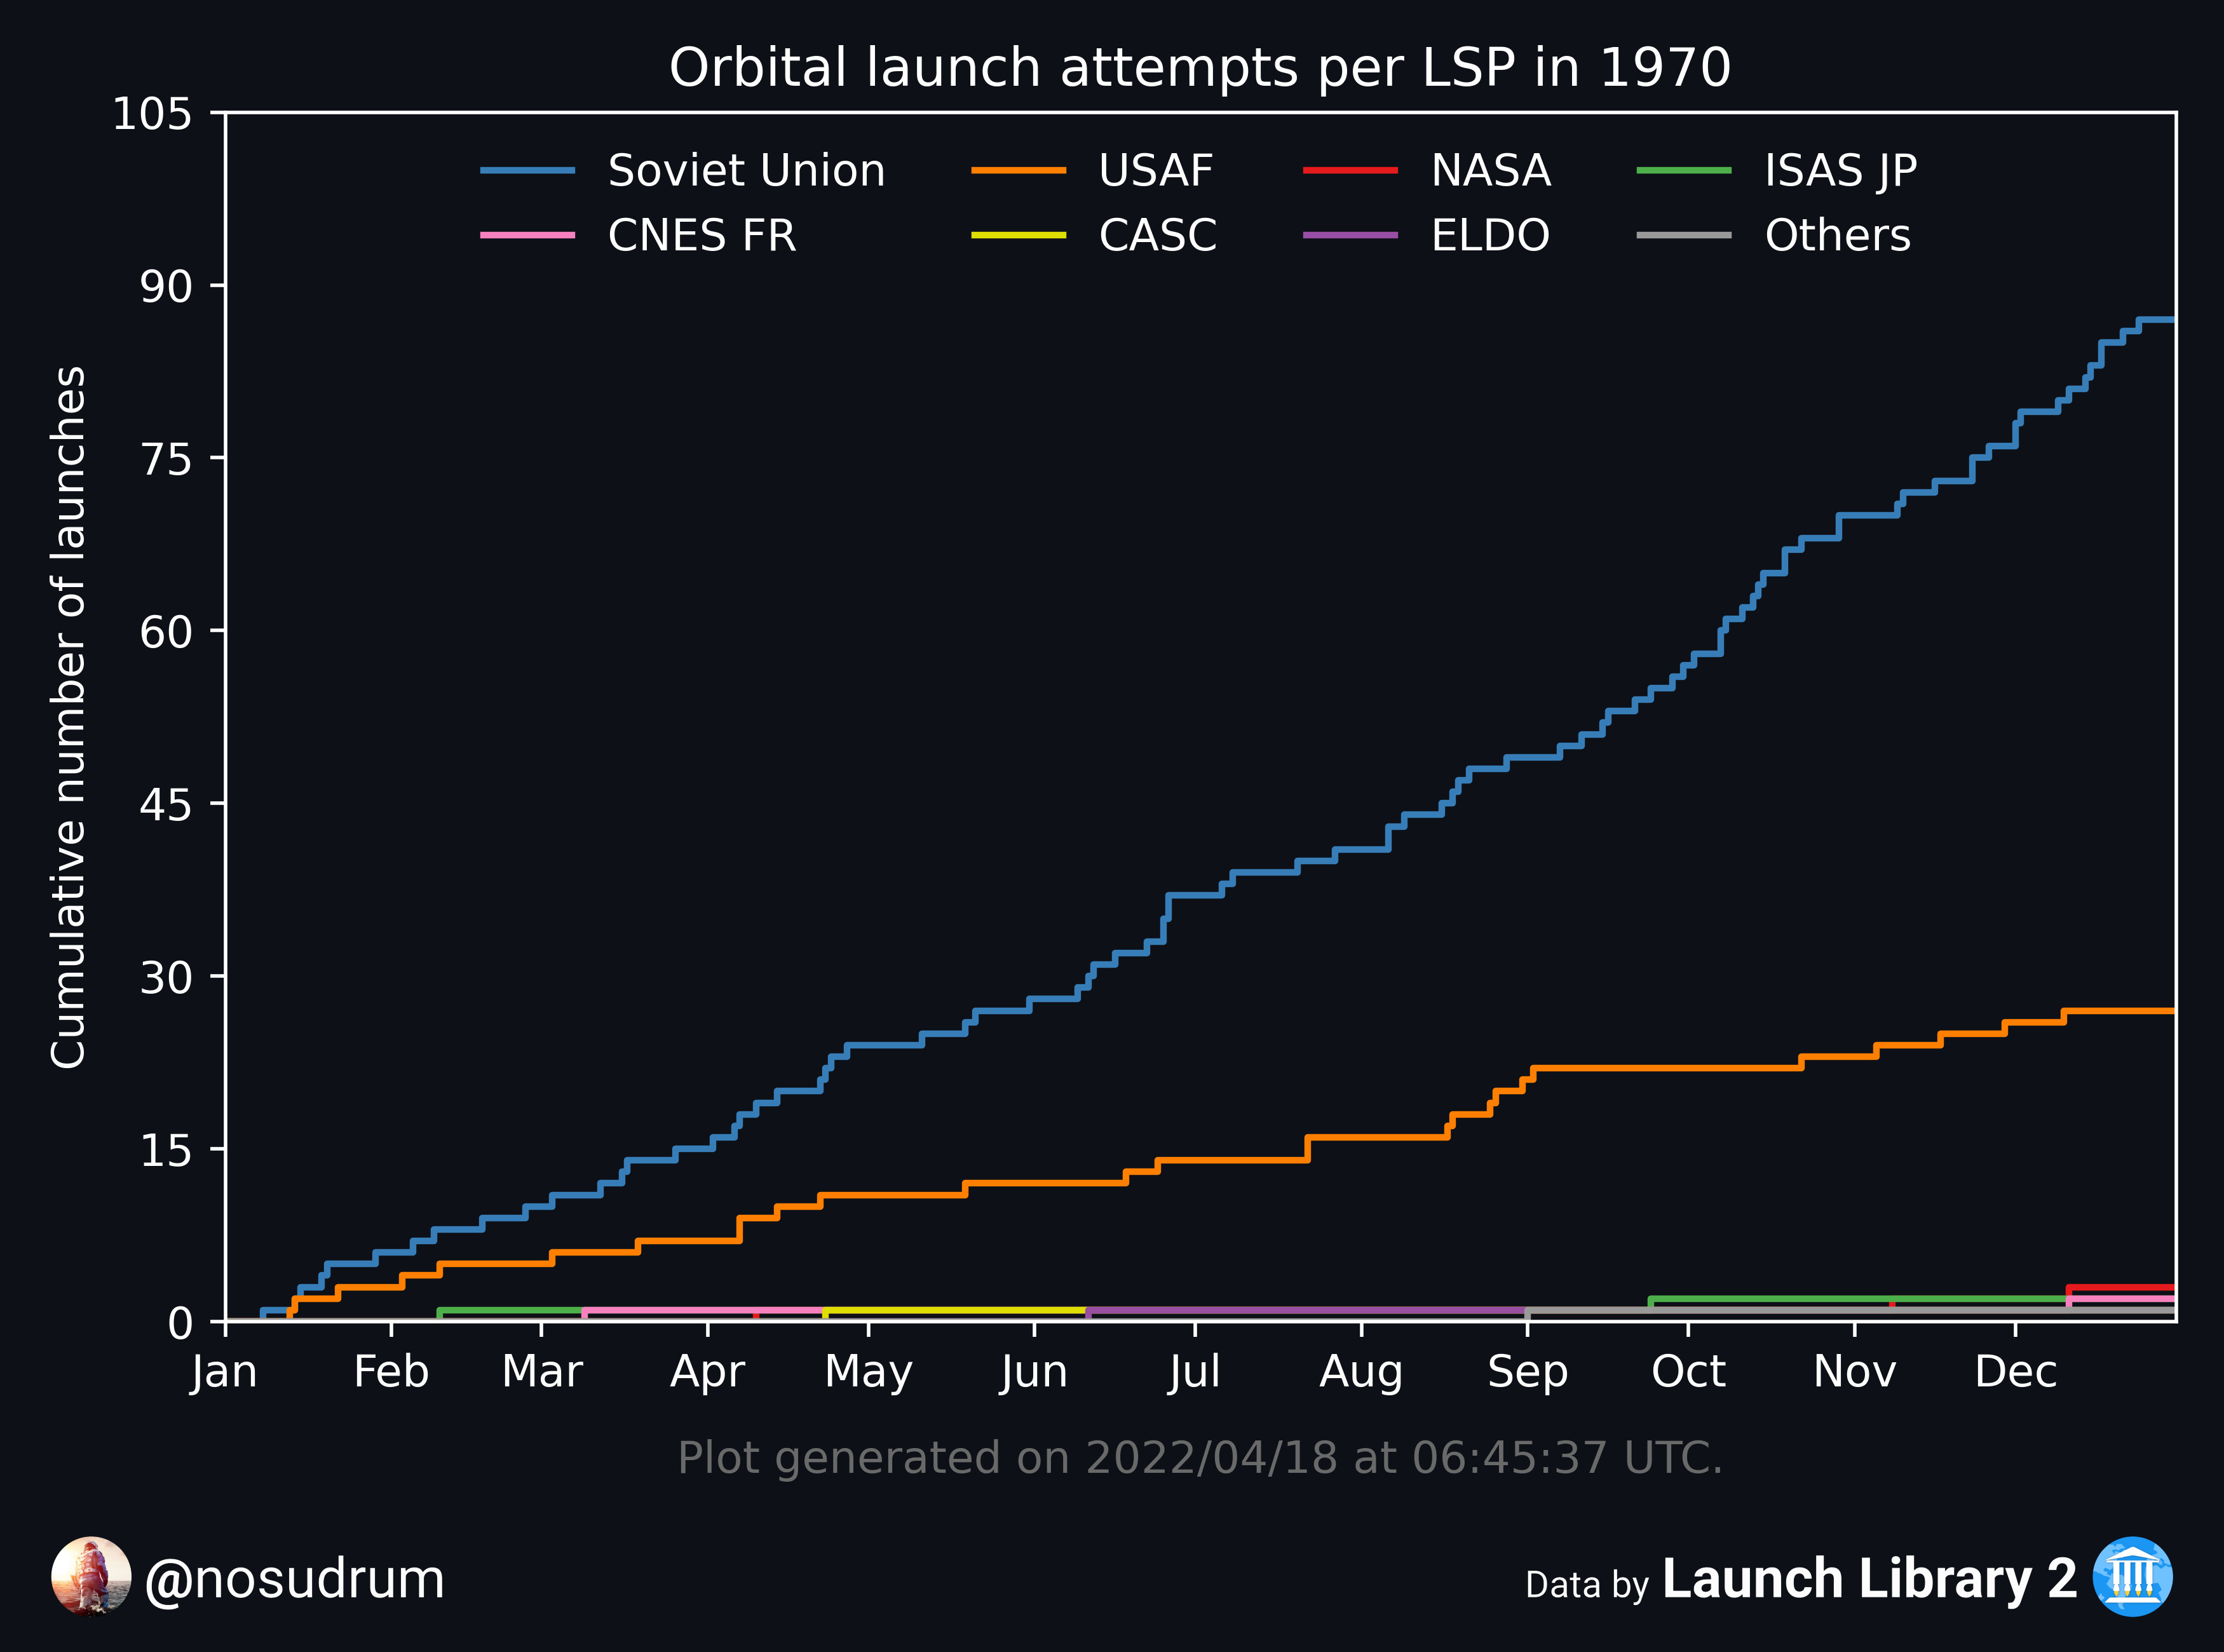 Orbital launch attempts per LSP in 1970
105
90
75
60
45
30
15
0
Cumulative number of launches
Soviet Union USAF NASA ISAS JP
CNES FR CASC ELDO Others
Jan Feb Mar Apr May Jun Jul Aug Sep Oct Nov Dec
Plot generated on 2022/04/18 at 06:45:37 UTC.
@nosudrum
Data by Launch Library 2